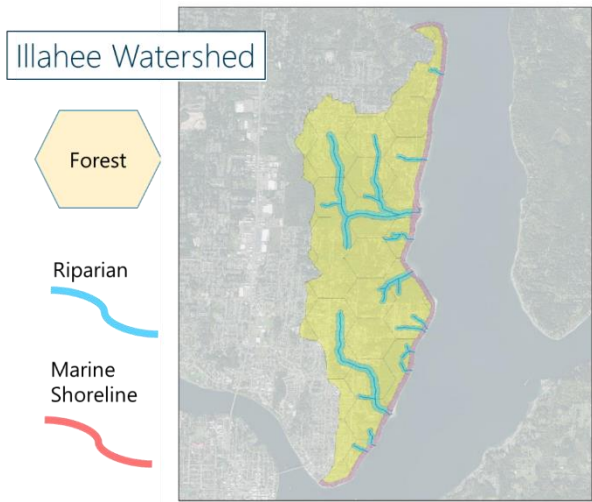 Illahee Watershed
Forest
Riparian
Marine
Shoreline